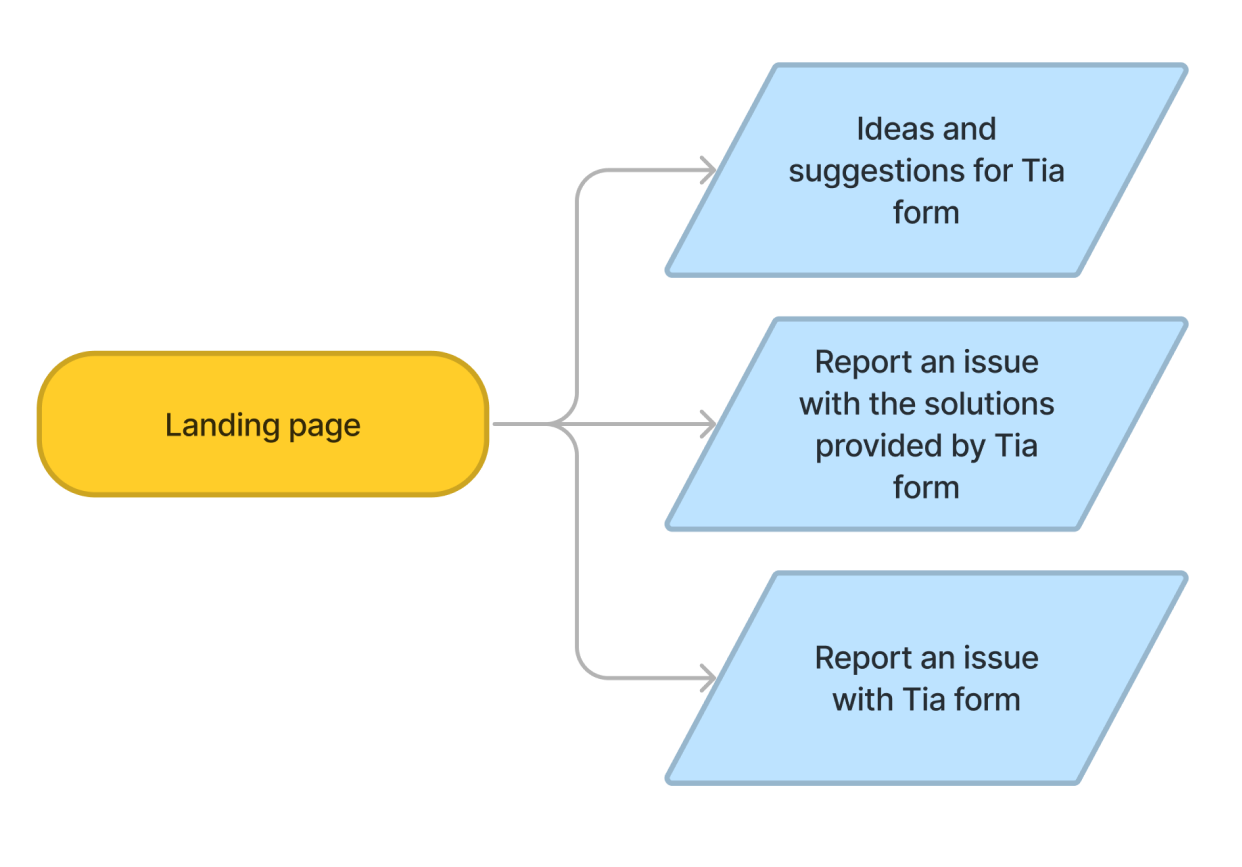 Ideas and
suggestions for Tia
form
Landing page
Report an issue
with the solutions
provided by Tia
form
Report an issue
with Tia form